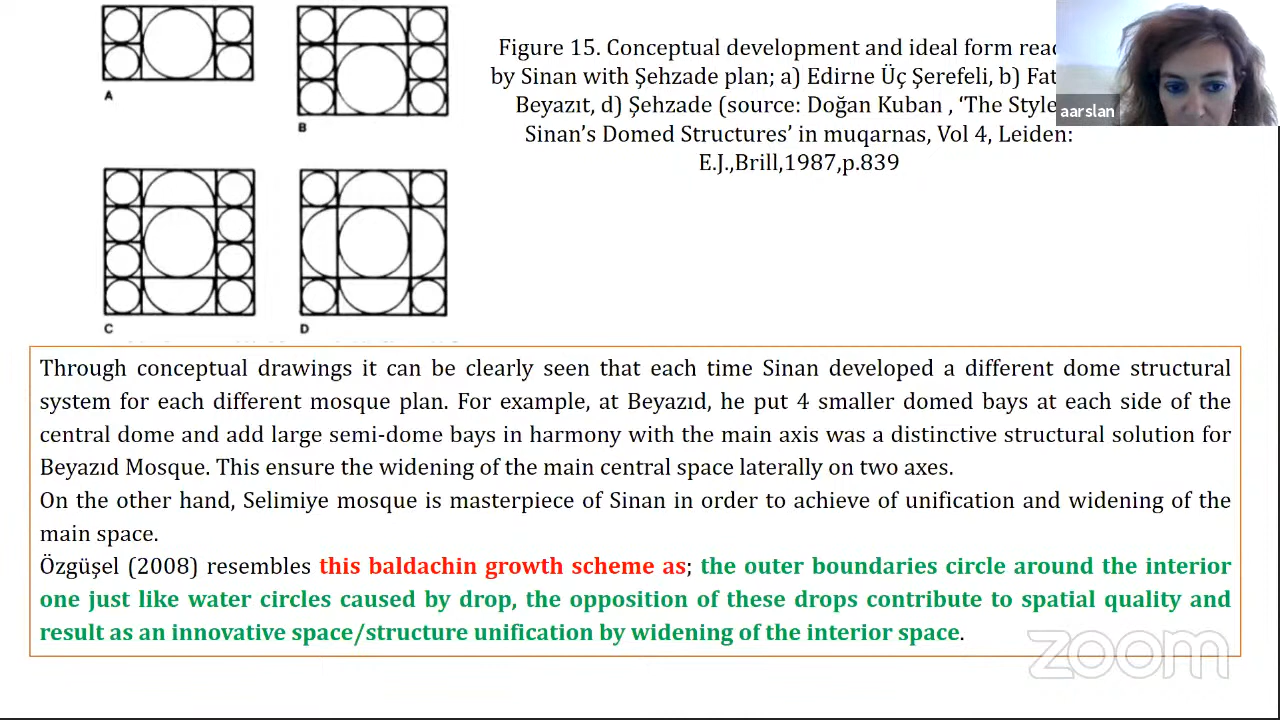 A
B
C
D
Figure 15. Conceptual development and ideal form
by Sinan with Şehzade plan; a) Edirne Üç Şerefeli, b)
Beyazıt, d) Şehzade (source: Doğan Kuban , ‘The Style
Sinan’s Domed Structures’ in muqarnas, Vol 4, Leiden:
E.J.,Brill,1987,p.839
aarslan
Through conceptual drawings it can be clearly seen that each time Sinan developed a different dome structural
system for each different mosque plan. For example, at Beyazıd, he put 4 smaller domed bays at each side of the
central dome and add large semi-dome bays in harmony with the main axis was a distinctive structural solution for
Beyazıd Mosque. This ensure the widening of the main central space laterally on two axes.
On the other hand, Selimiye mosque is masterpiece of Sinan in order to achieve of unification and widening of the
main space.
Özgüşel (2008) resembles this baldachin growth scheme as; the outer boundaries circle around the interior
one just like water circles caused by drop, the opposition of these drops contribute to spatial quality and
result as an innovative space/structure unification by widening of the interior space.
zoom